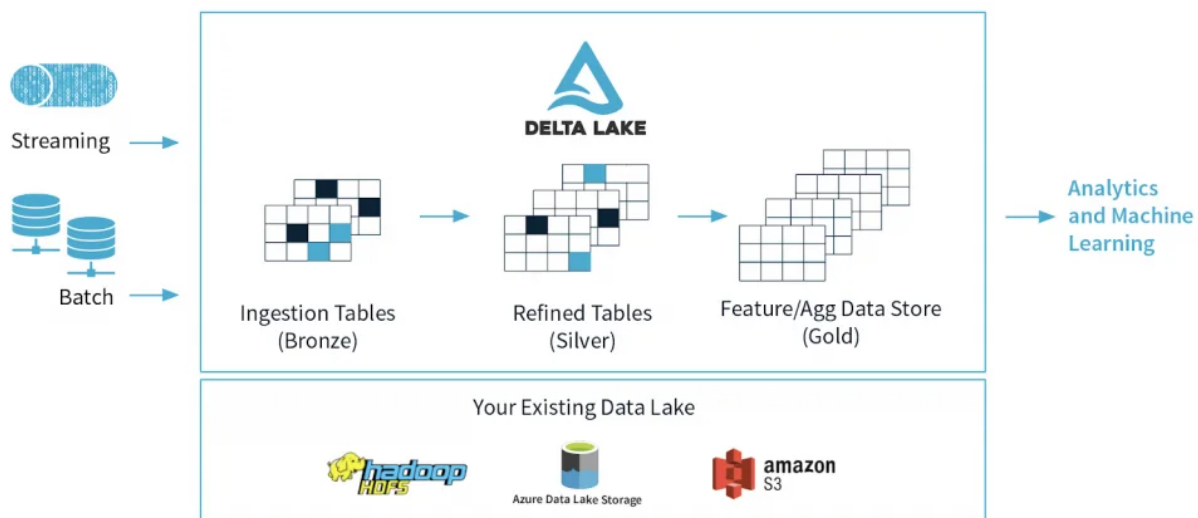 DELTA LAKE
Streaming
Batch
Ingestion Tables
(Bronze)
Refined Tables
(Silver)
Feature/Agg Data Store
(Gold)
Analytics
and Machine
Learning
Your Existing Data Lake
hadoop
HDFS
Azure Data Lake Storage
amazon
S3